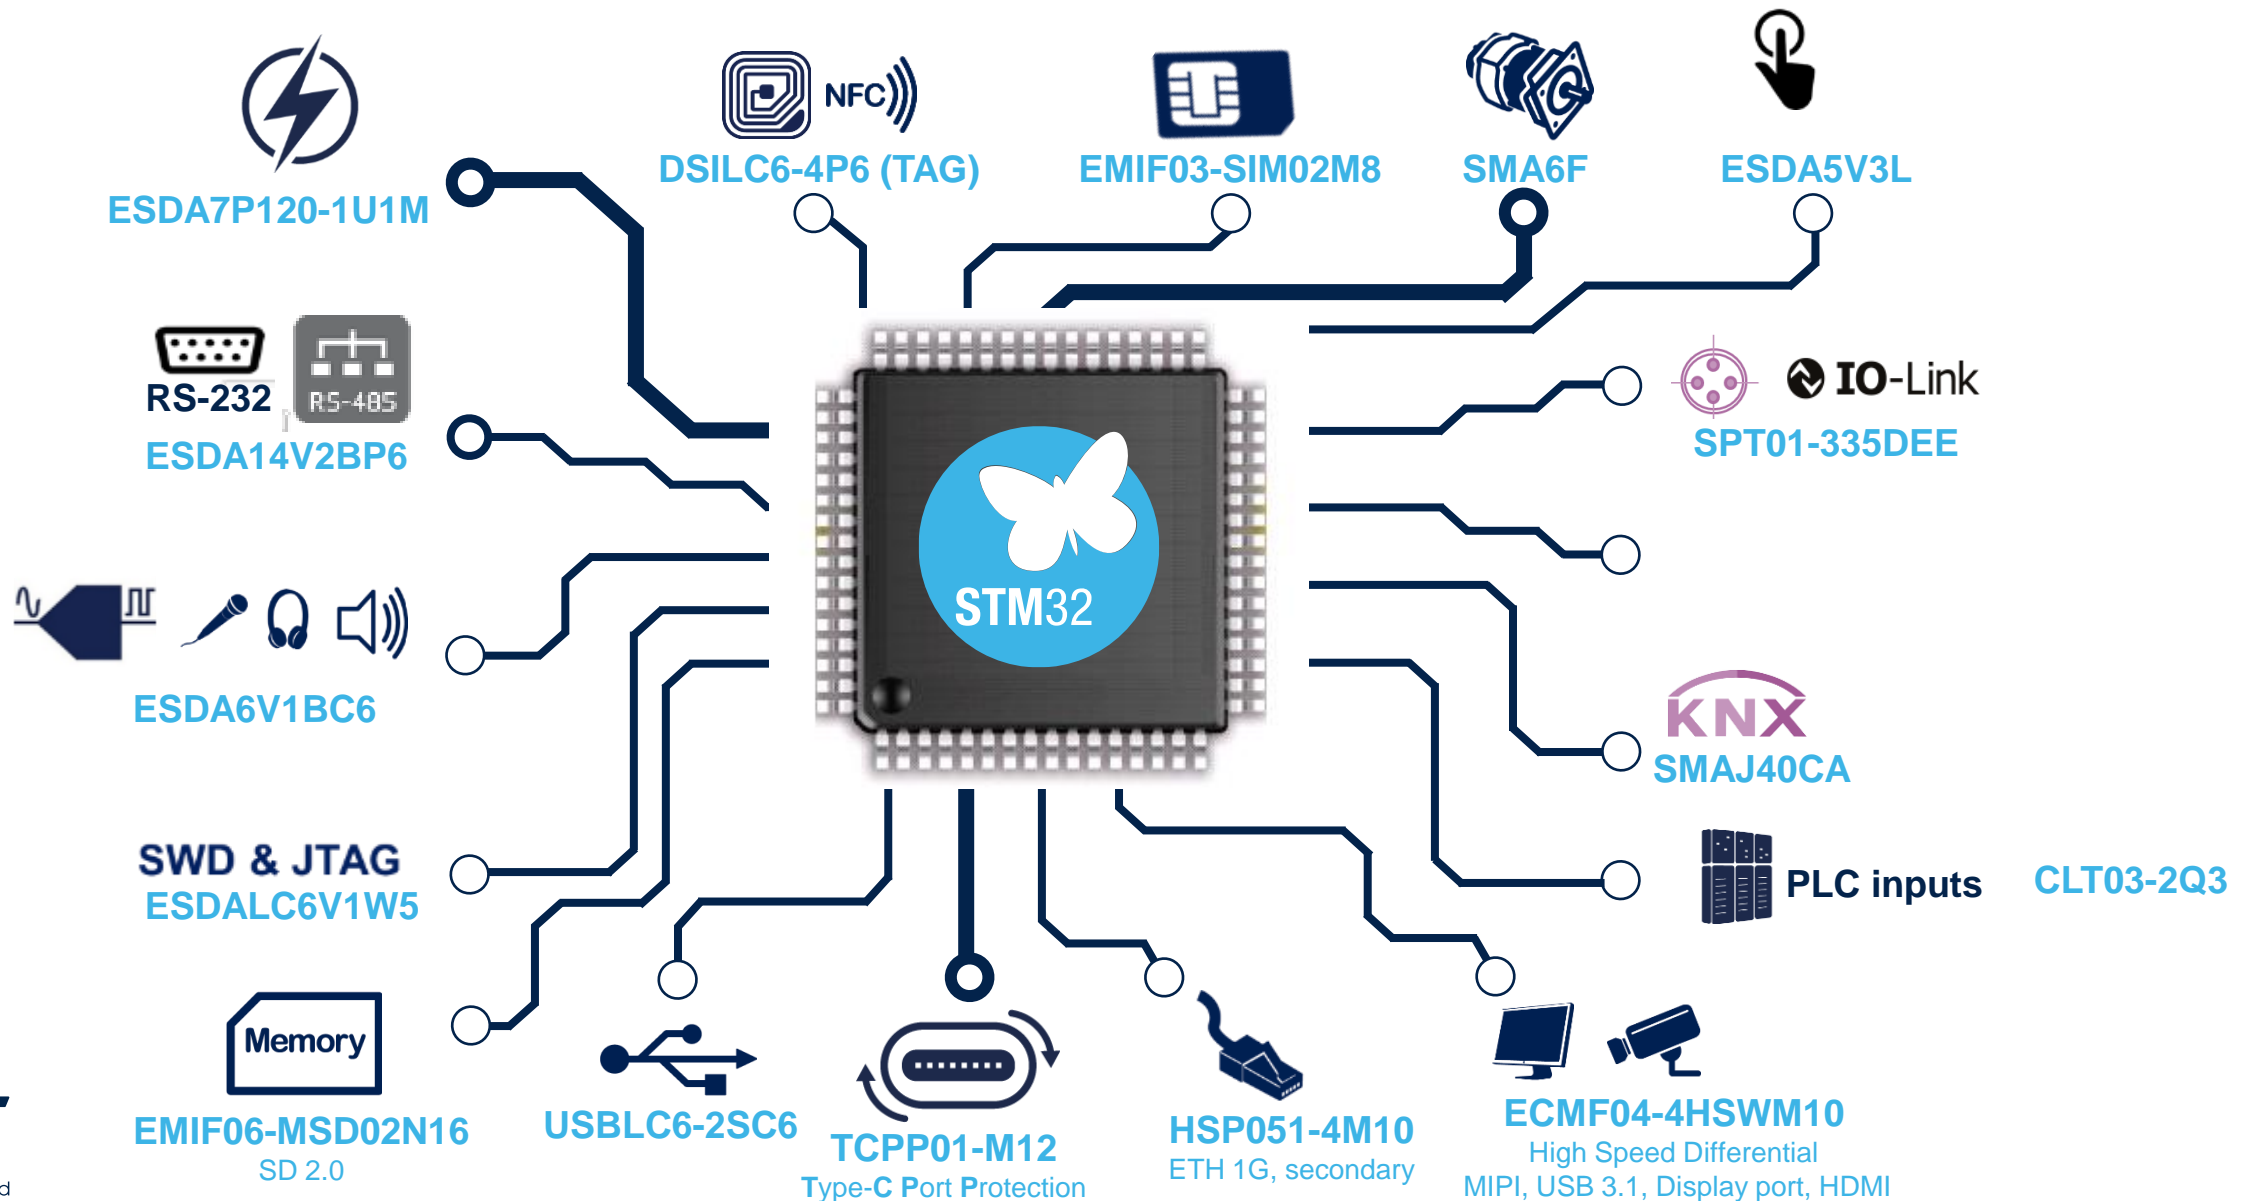 NFC
DSILC6-4P6 (TAG)
EMIF03-SIM02M8
SMA6F
ESDA5V3L
ESDA7P120-1U1M
RS-232
RS-485
ESDA14V2BP6
IO-Link
SPT01-335DEE
STM32
ESDA6V1BC6
KNX
SMAJ40CA
SWD & JTAG
ESDALC6V1W5
PLC inputs
CLT03-2Q3
Memory
EMIF06-MSD02N16
SD 2.0
USBLC6-2SC6
TCPP01-M12
Type-C Port Protection
HSP051-4M10
ETH 1G, secondary
ECMF04-4HSWM10
High Speed Differential
MIPI, USB 3.1, Display port, HDMI
d